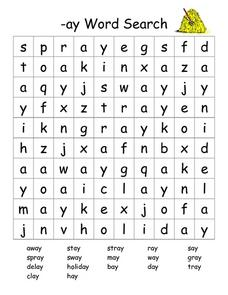 -ay Word Search
s p r a y e g s f d
t o a k i n x a z a
a q y j s w a y j y
y f x z t r a y e n
i k n g r a y k o i
h z j x a f n b x d
a a w a y g q a k e
y o a i c l a y n l
m a y k e x j o f a
j n v h o l i d a y
away stay stray ray say
spray sway may way gray
delay holiday bay day tray
clay hay